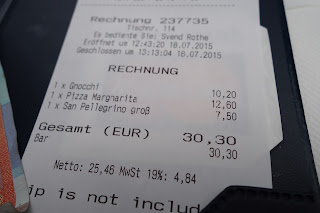 Rechnung 237735
Tischnr. 114
Es bediente Sie: Svend Rothe
Eröffnet um 12:43:20 18.07.2015
Geschlossen um 13:13:04 18.07.2015
RECHNUNG
1 x Gnocchi 10,20
1 x Pizza Margnarita 12,60
1 x San Pellegrino groß 7,50
Gesamt (EUR) 30,30
Bar 30,30
Netto: 25,46 MwSt 19%: 4,84
ip is not includ